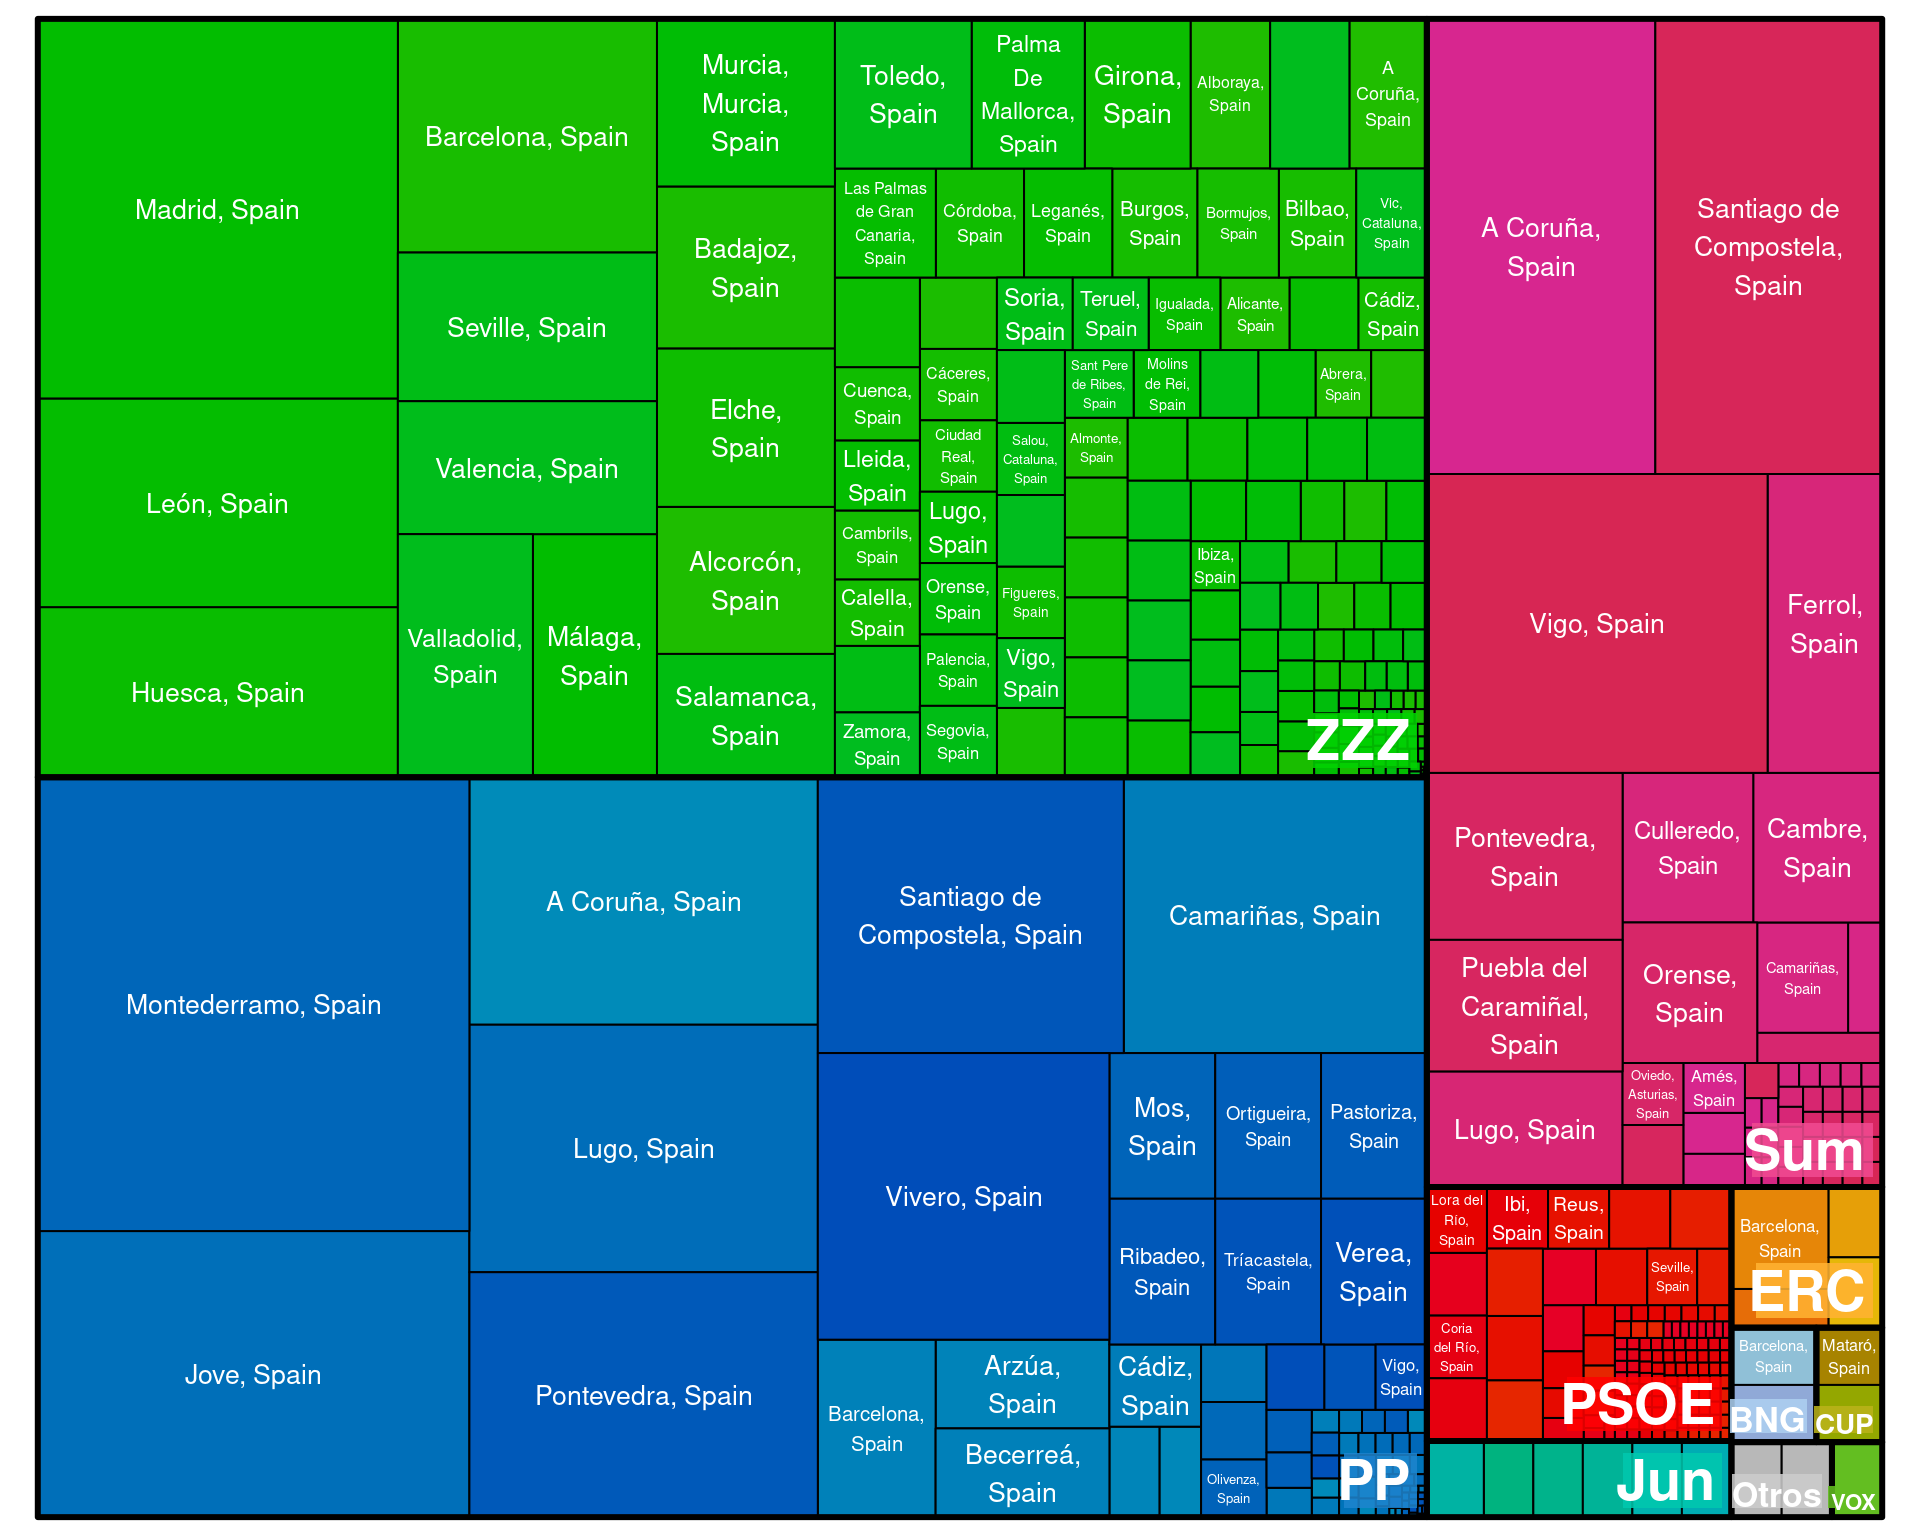 Madrid, Spain
León, Spain
Huesca, Spain
Barcelona, Spain
Seville, Spain
Valencia, Spain
Valladolid,
Spain
Málaga,
Spain
Murcia,
Murcia,
Spain
Badajoz,
Spain
Elche,
Spain
Alcorcón,
Spain
Salamanca,
Spain
Toledo,
Spain
Palma
De
Mallorca,
Spain
Girona,
Spain
Alboraya,
Spain
A
Coruña,
Spain
Las Palmas
de Gran
Canaria,
Spain
Córdoba,
Spain
Leganés,
Spain
Burgos,
Spain
Bormujos,
Spain
Bilbao,
Spain
Vic,
Cataluna,
Spain
Cuenca,
Spain
Lleida,
Spain
Cambrils,
Spain
Calella,
Spain
Zamora,
Spain
Cáceres,
Spain
Ciudad
Real,
Spain
Lugo,
Spain
Orense,
Spain
Palencia,
Spain
Segovia,
Spain
Soria,
Spain
Teruel,
Spain
Igualada,
Spain
Alicante,
Spain
Cádiz,
Spain
Salou,
Cataluna,
Spain
Figueres,
Spain
Vigo,
Spain
Sant Pere
de Ribes,
Spain
Molins
de Rei,
Spain
Abrera,
Spain
Almonte,
Spain
Ibiza,
Spain
ZZZ
Montederramo, Spain
Jove, Spain
A Coruña, Spain
Lugo, Spain
Pontevedra, Spain
Santiago de
Compostela, Spain
Camariñas, Spain
Vivero, Spain
Mos,
Spain
Ortigueira,
Spain
Pastoriza,
Spain
Ribadeo,
Spain
Tríacastela,
Spain
Verea,
Spain
Barcelona,
Spain
Arzúa,
Spain
Becerreá,
Spain
Cádiz,
Spain
Olivenza,
Spain
Vigo,
Spain
PP
A Coruña,
Spain
Santiago de
Compostela,
Spain
Vigo, Spain
Ferrol,
Spain
Pontevedra,
Spain
Puebla del
Caramiñal,
Spain
Lugo, Spain
Culleredo,
Spain
Cambre,
Spain
Orense,
Spain
Camariñas,
Spain
Oviedo,
Asturias,
Spain
Amés,
Spain
Sum
Lora del
Río,
Spain
Ibi,
Spain
Reus,
Spain
Coria
del Río,
Spain
Seville,
Spain
PSOE
Barcelona,
Spain
ERC
Barcelona,
Spain
BNG
Mataró,
Spain
CUP
Jun
Otros
VOX